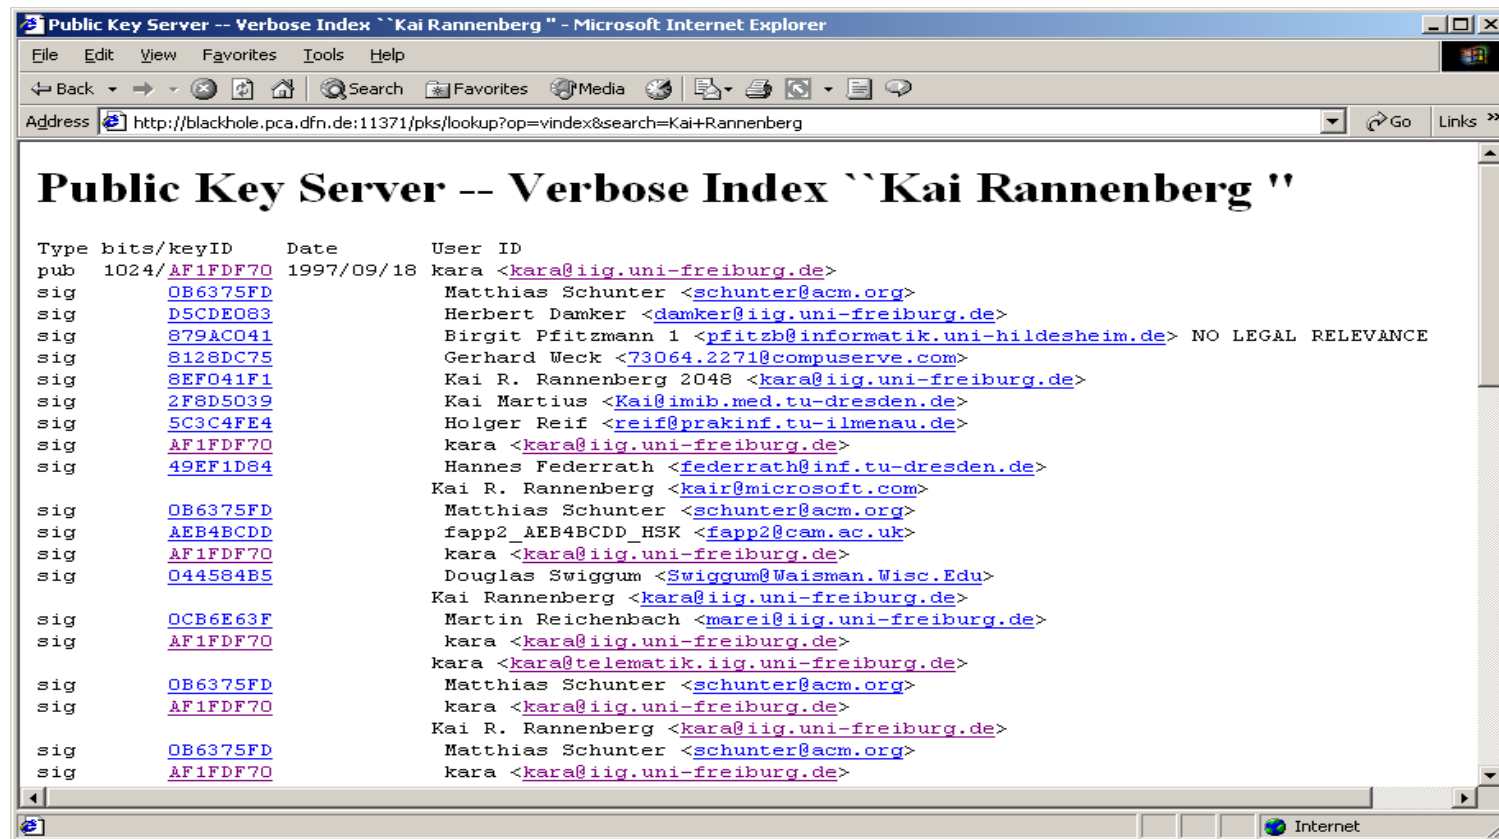 Public Key Server -- Verbose Index ``Kai Rannenberg '' - Microsoft Internet Explorer
File Edit View Favorites Tools Help
Back Search Favorites Media
Address http://blackhole.pca.dfn.de:11371/pks/lookup?op=vindex&search=Kai+Rannenberg Go Links »
Public Key Server -- Verbose Index ``Kai Rannenberg ''
Type bits/keyID Date User ID
pub 1024/AF1FDF70 1997/09/18 kara <kara@iig.uni-freiburg.de>
sig 0B6375FD Matthias Schunter <schunter@acm.org>
sig D5CDE083 Herbert Damker <damker@iig.uni-freiburg.de>
sig 879AC041 Birgit Pfitzmann 1 <pfitzb@informatik.uni-hildesheim.de> NO LEGAL RELEVANCE
sig 8128DC75 Gerhard Weck <73064.2271@compuserve.com>
sig 8EF041F1 Kai R. Rannenberg 2048 <kara@iig.uni-freiburg.de>
sig 2F8D5039 Kai Martius <Kai@imib.med.tu-dresden.de>
sig 5C3C4FE4 Holger Reif <reif@prakinf.tu-ilmenau.de>
sig AF1FDF70 kara <kara@iig.uni-freiburg.de>
sig 49EF1D84 Hannes Federrath <federrath@inf.tu-dresden.de>
Kai R. Rannenberg <kair@microsoft.com>
sig 0B6375FD Matthias Schunter <schunter@acm.org>
sig AEB4BCDD fapp2_AEB4BCDD_HSK <fapp2@cam.ac.uk>
sig AF1FDF70 kara <kara@iig.uni-freiburg.de>
sig 044584B5 Douglas Swiggum <Swiggum@Waisman.Wisc.Edu>
Kai Rannenberg <kara@iig.uni-freiburg.de>
sig 0CB6E63F Martin Reichenbach <marei@iig.uni-freiburg.de>
sig AF1FDF70 kara <kara@iig.uni-freiburg.de>
kara <kara@telematik.iig.uni-freiburg.de>
sig 0B6375FD Matthias Schunter <schunter@acm.org>
sig AF1FDF70 kara <kara@iig.uni-freiburg.de>
Kai R. Rannenberg <kara@iig.uni-freiburg.de>
sig 0B6375FD Matthias Schunter <schunter@acm.org>
sig AF1FDF70 kara <kara@iig.uni-freiburg.de>
Internet